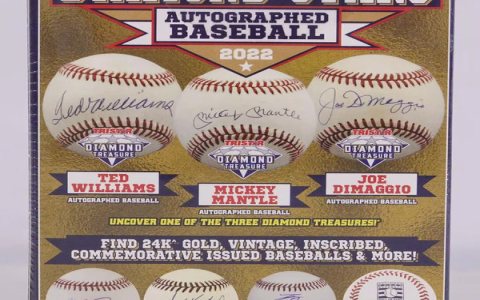 DIAMOND STARS
AUTOGRAPHED
BASEBALL
2022
Ted Williams
Mickey Mantle
Joe DiMaggio
TRISTAR
DIAMOND
TREASURE
TRISTAR
DIAMOND
TREASURE
TRISTAR
DIAMOND
TREASURE
TED
WILLIAMS
AUTOGRAPHED BASEBALL
MICKEY
MANTLE
AUTOGRAPHED BASEBALL
JOE
DIMAGGIO
AUTOGRAPHED BASEBALL
UNCOVER ONE OF THE THREE DIAMOND TREASURES!*
FIND 24K* GOLD, VINTAGE, INSCRIBED,
COMMEMORATIVE ISSUED BASEBALLS & MORE!